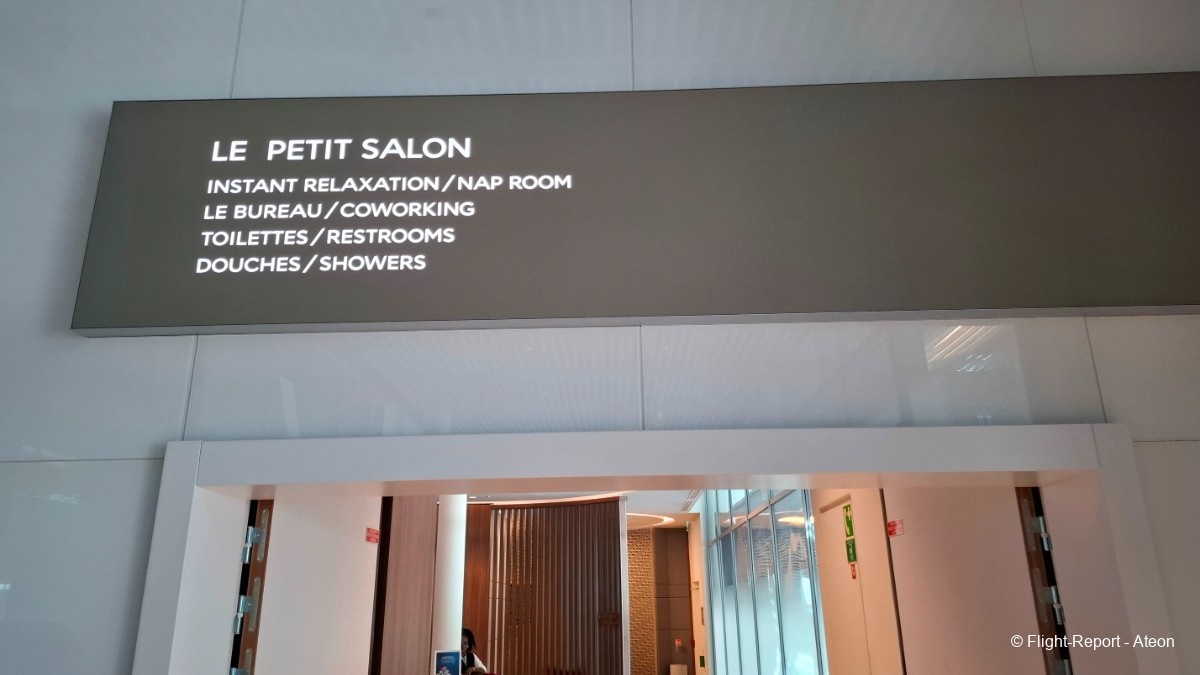 LE PETIT SALON
INSTANT RELAXATION/NAP ROOM
LE BUREAU/COWORKING
TOILETTES/RESTROOMS
DOUCHES/SHOWERS
© Flight-Report - Ateon